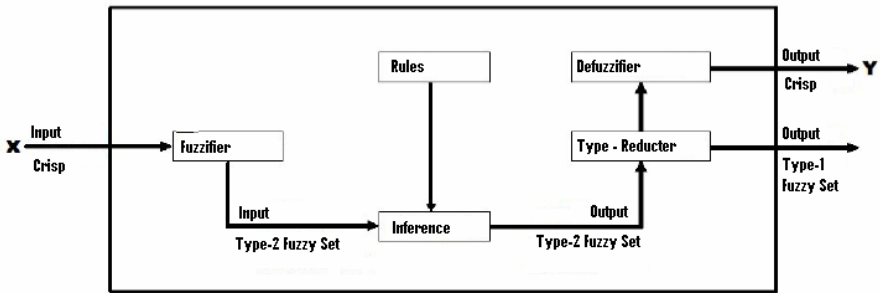 Output
Rules
Defuzzifier
Y
Crisp
Input
Output
X
Fuzzifier
Type - Reducter
Crisp
Type-1
Fuzzy Set
Input
Output
Inference
Type-2 Fuzzy Set
Type-2 Fuzzy Set